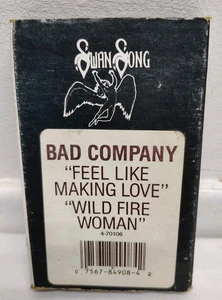 SWAN SONG
BAD COMPANY
"FEEL LIKE
MAKING LOVE"
"WILD FIRE
WOMAN"
4-70106
0 7567-84908-4 2